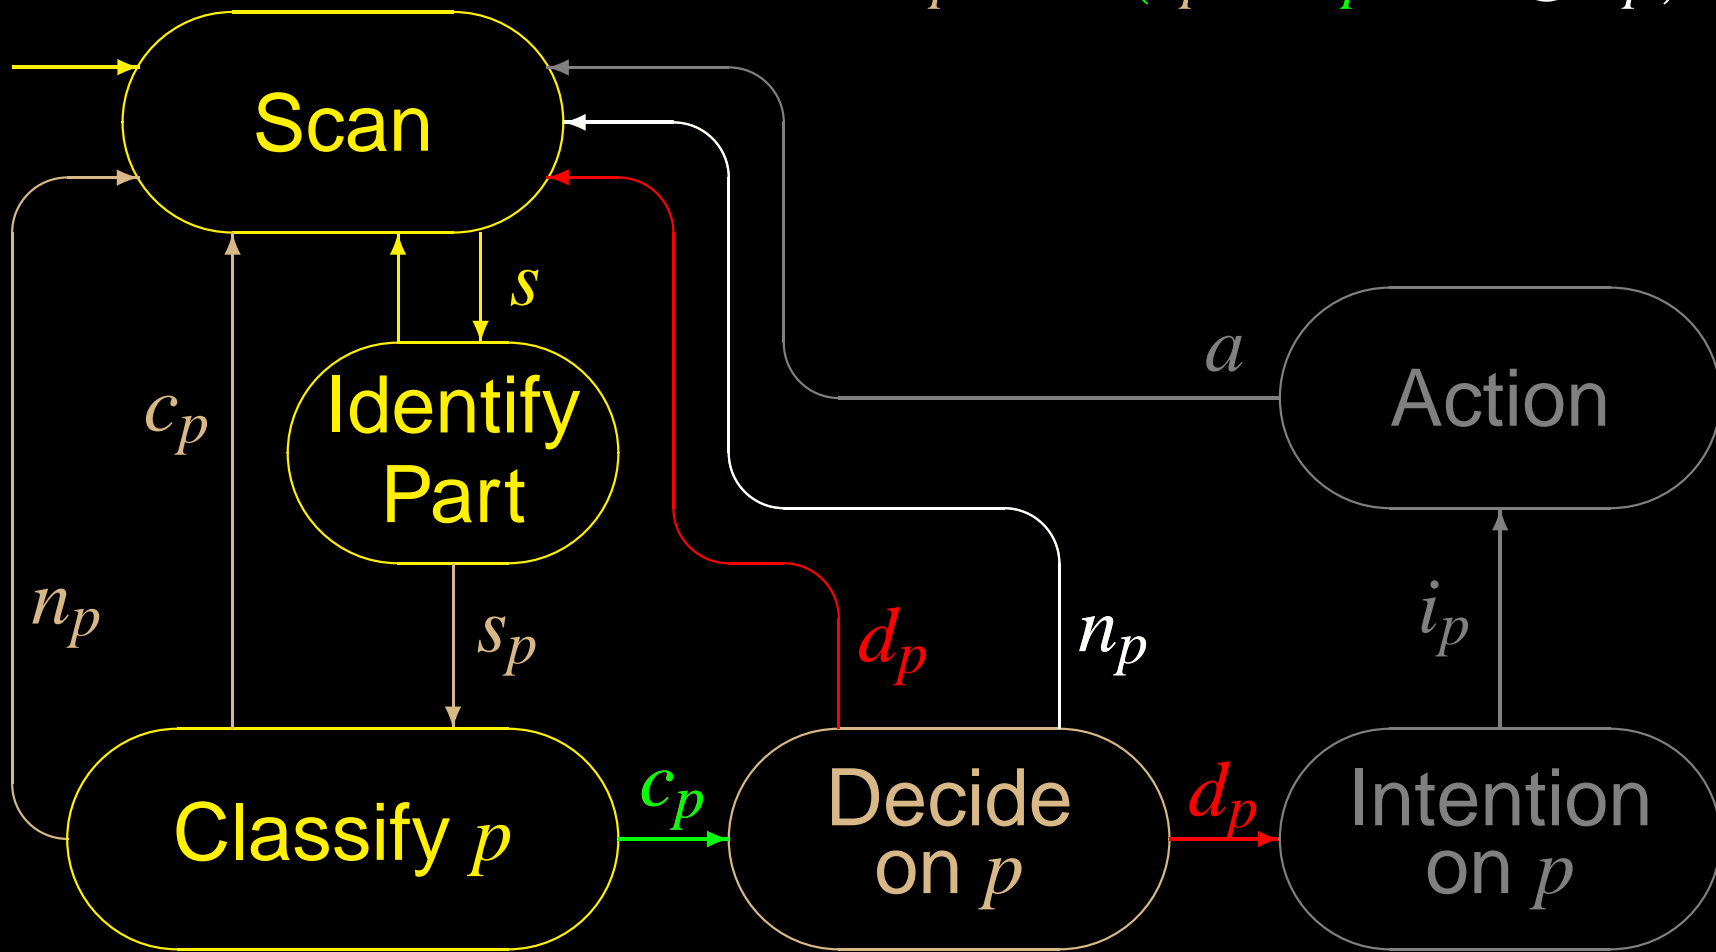 Scan
s
Identify
Part
a
Action
c_p
n_p
s_p
d_p
n_p
i_p
Classify p
c_p
Decide
on p
d_p
Intention
on p